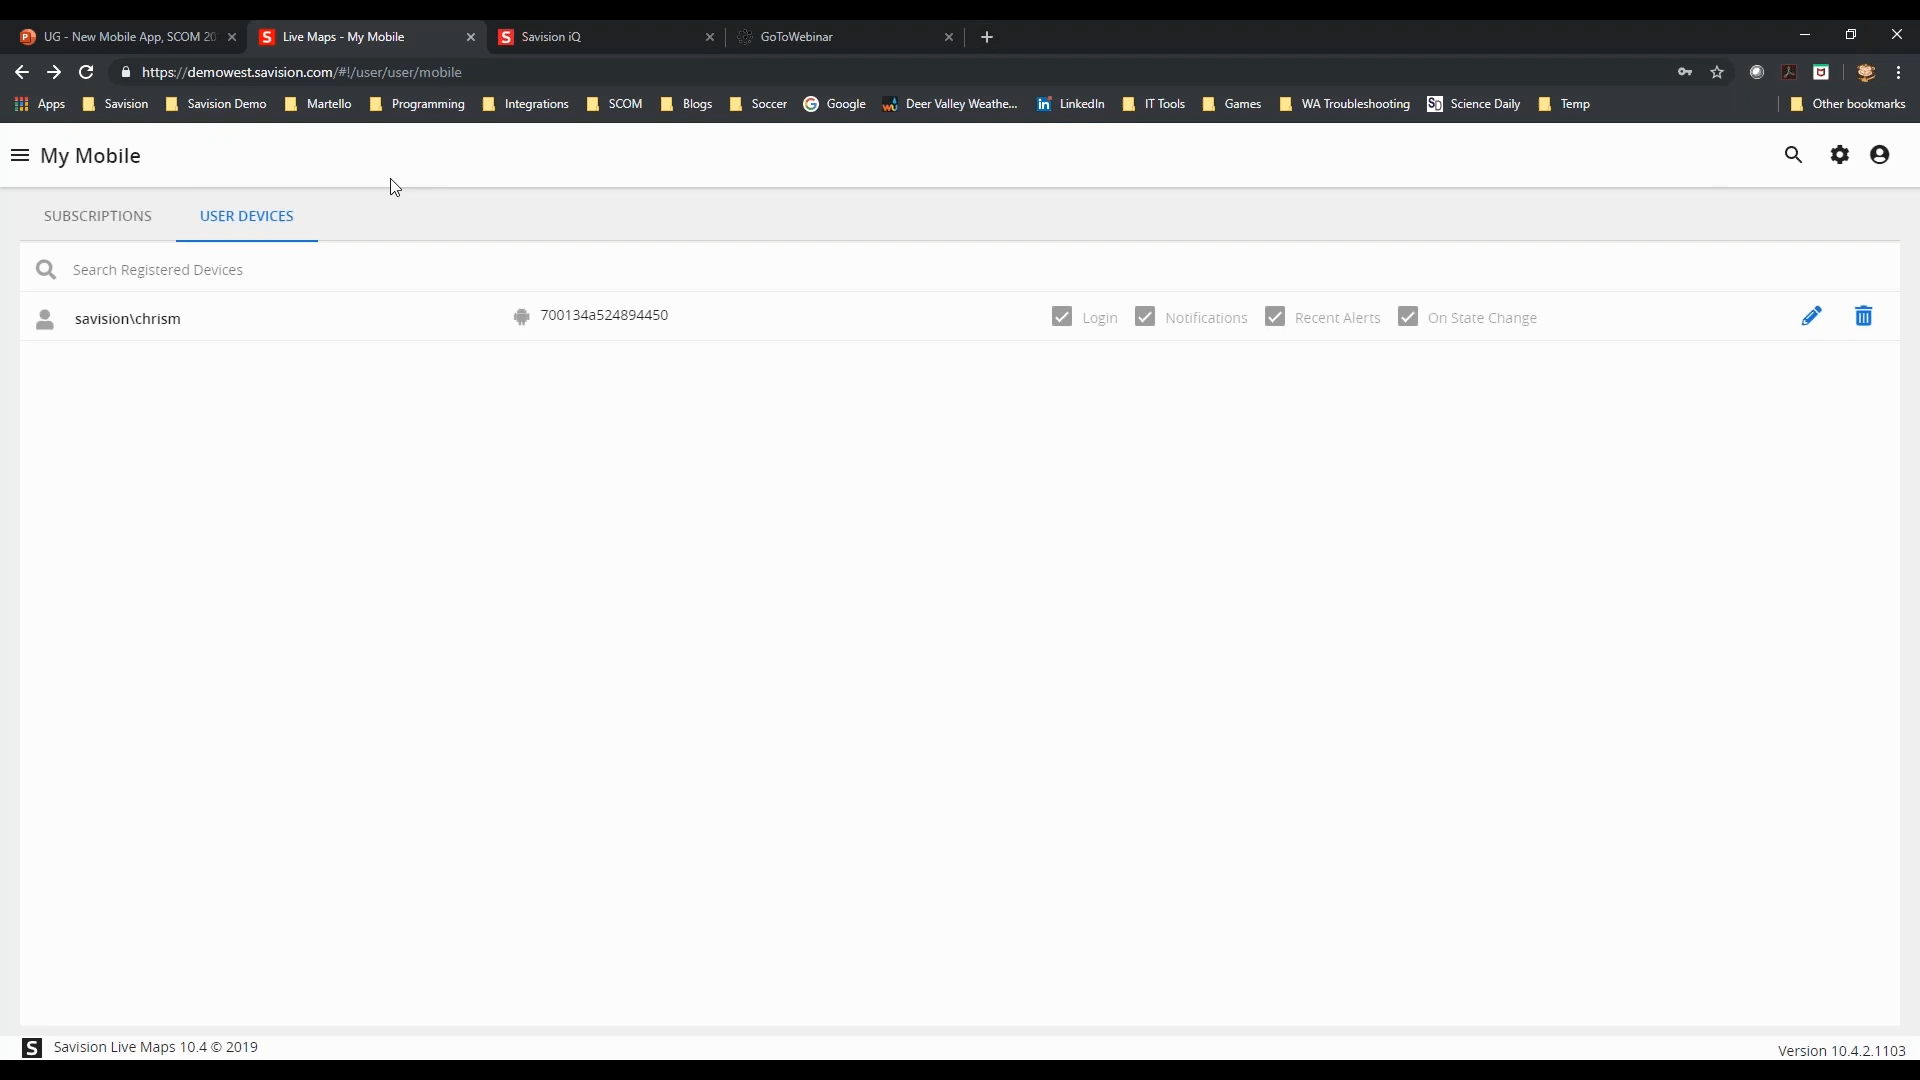 UG - New Mobile App, SCOM 20
Live Maps - My Mobile
Savision iQ
GoToWebinar
https://demowest.savision.com/#!/user/user/mobile
Apps Savision Savision Demo Martello Programming Integrations SCOM Blogs Soccer Google Deer Valley Weathe... LinkedIn IT Tools Games WA Troubleshooting Science Daily Temp Other bookmarks
My Mobile
SUBSCRIPTIONS USER DEVICES
Search Registered Devices
savision\chrism 700134a524894450 Login Notifications Recent Alerts On State Change
S Savision Live Maps 10.4 © 2019
Version 10.4.2.1103